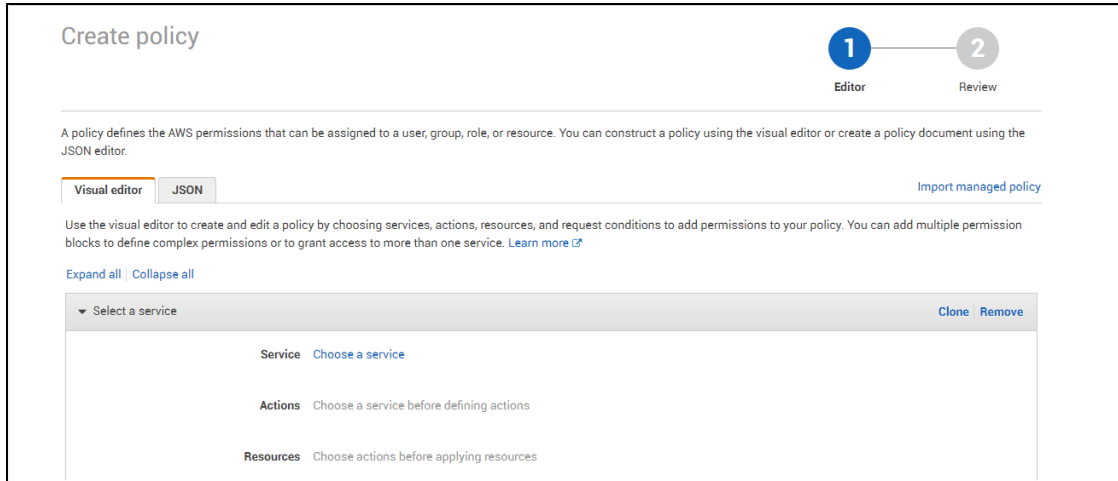 Create policy
1
2
Editor
Review
A policy defines the AWS permissions that can be assigned to a user, group, role, or resource. You can construct a policy using the visual editor or create a policy document using the
JSON editor.
Visual editor
JSON
Import managed policy
Use the visual editor to create and edit a policy by choosing services, actions, resources, and request conditions to add permissions to your policy. You can add multiple permission
blocks to define complex permissions or to grant access to more than one service. Learn more
Expand all | Collapse all
Select a service
Clone | Remove
Service Choose a service
Actions Choose a service before defining actions
Resources Choose actions before applying resources